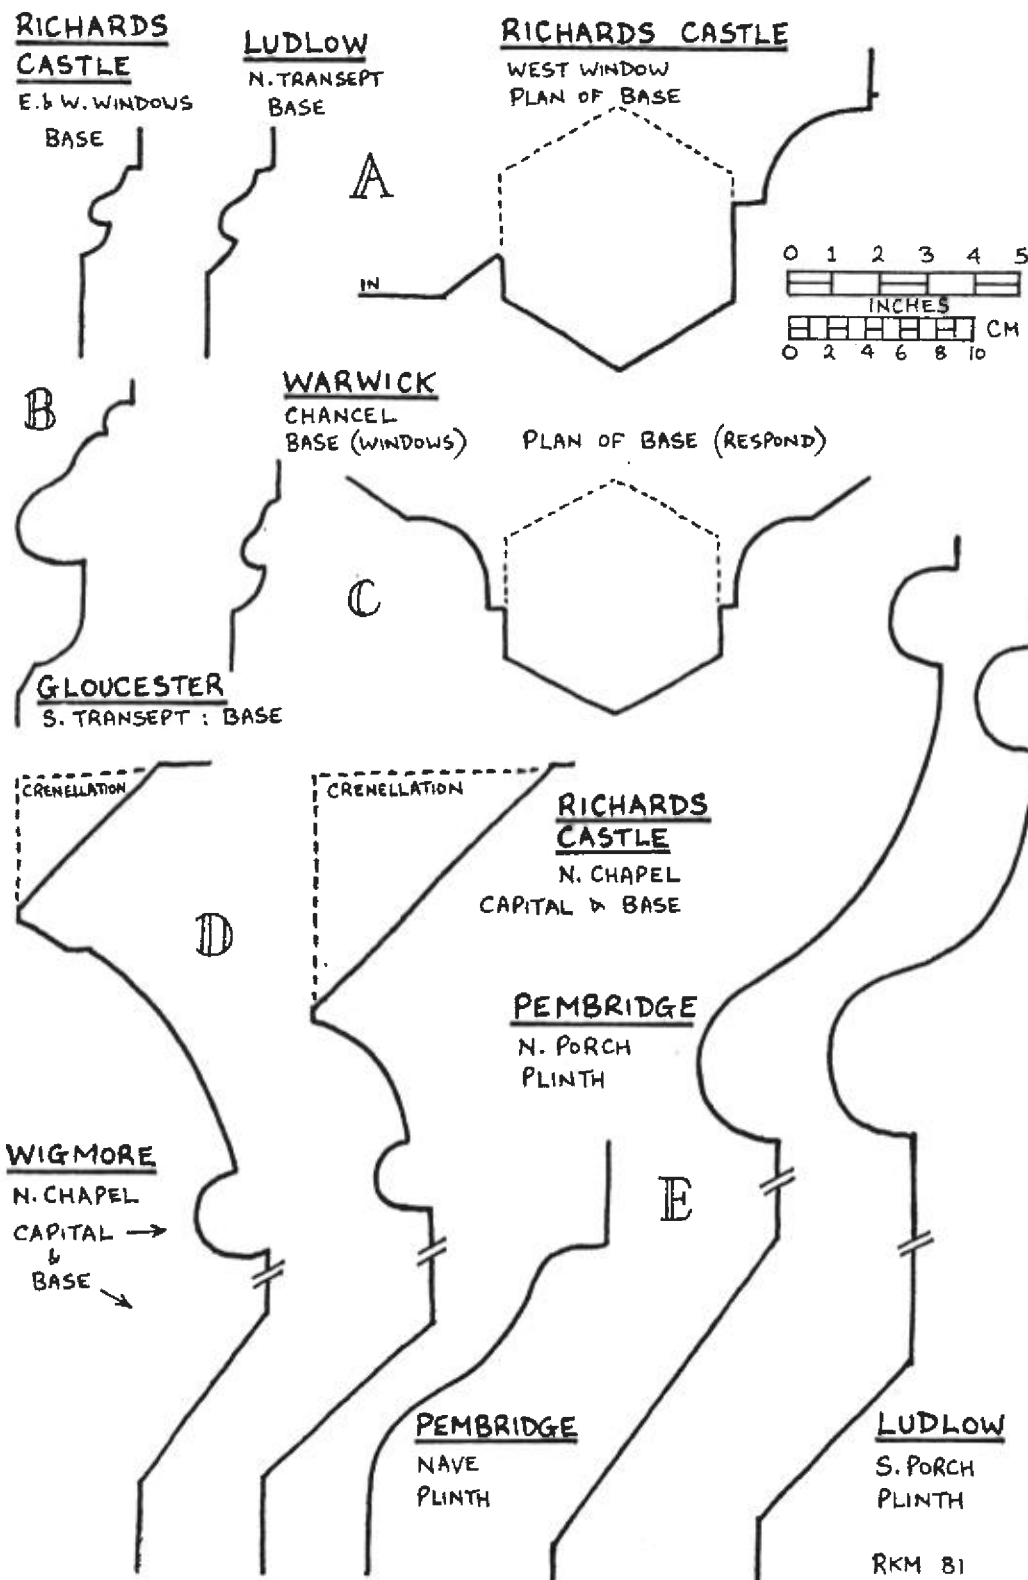 RICHARDS
CASTLE
E. & W. WINDOWS
BASE
LUDLOW
N. TRANSEPT
BASE
RICHARDS CASTLE
WEST WINDOW
PLAN OF BASE
A
IN
0 1 2 3 4 5
INCHES
CM
0 2 4 6 8 10
B
WARWICK
CHANCEL
BASE (WINDOWS)
PLAN OF BASE (RESPOND)
C
GLOUCESTER
S. TRANSEPT : BASE
CRENELLATION
CRENELLATION
RICHARDS
CASTLE
N. CHAPEL
CAPITAL & BASE
D
PEMBRIDGE
N. PORCH
PLINTH
WIGMORE
N. CHAPEL
CAPITAL →
&
BASE
E
PEMBRIDGE
NAVE
PLINTH
LUDLOW
S. PORCH
PLINTH
RKM 81